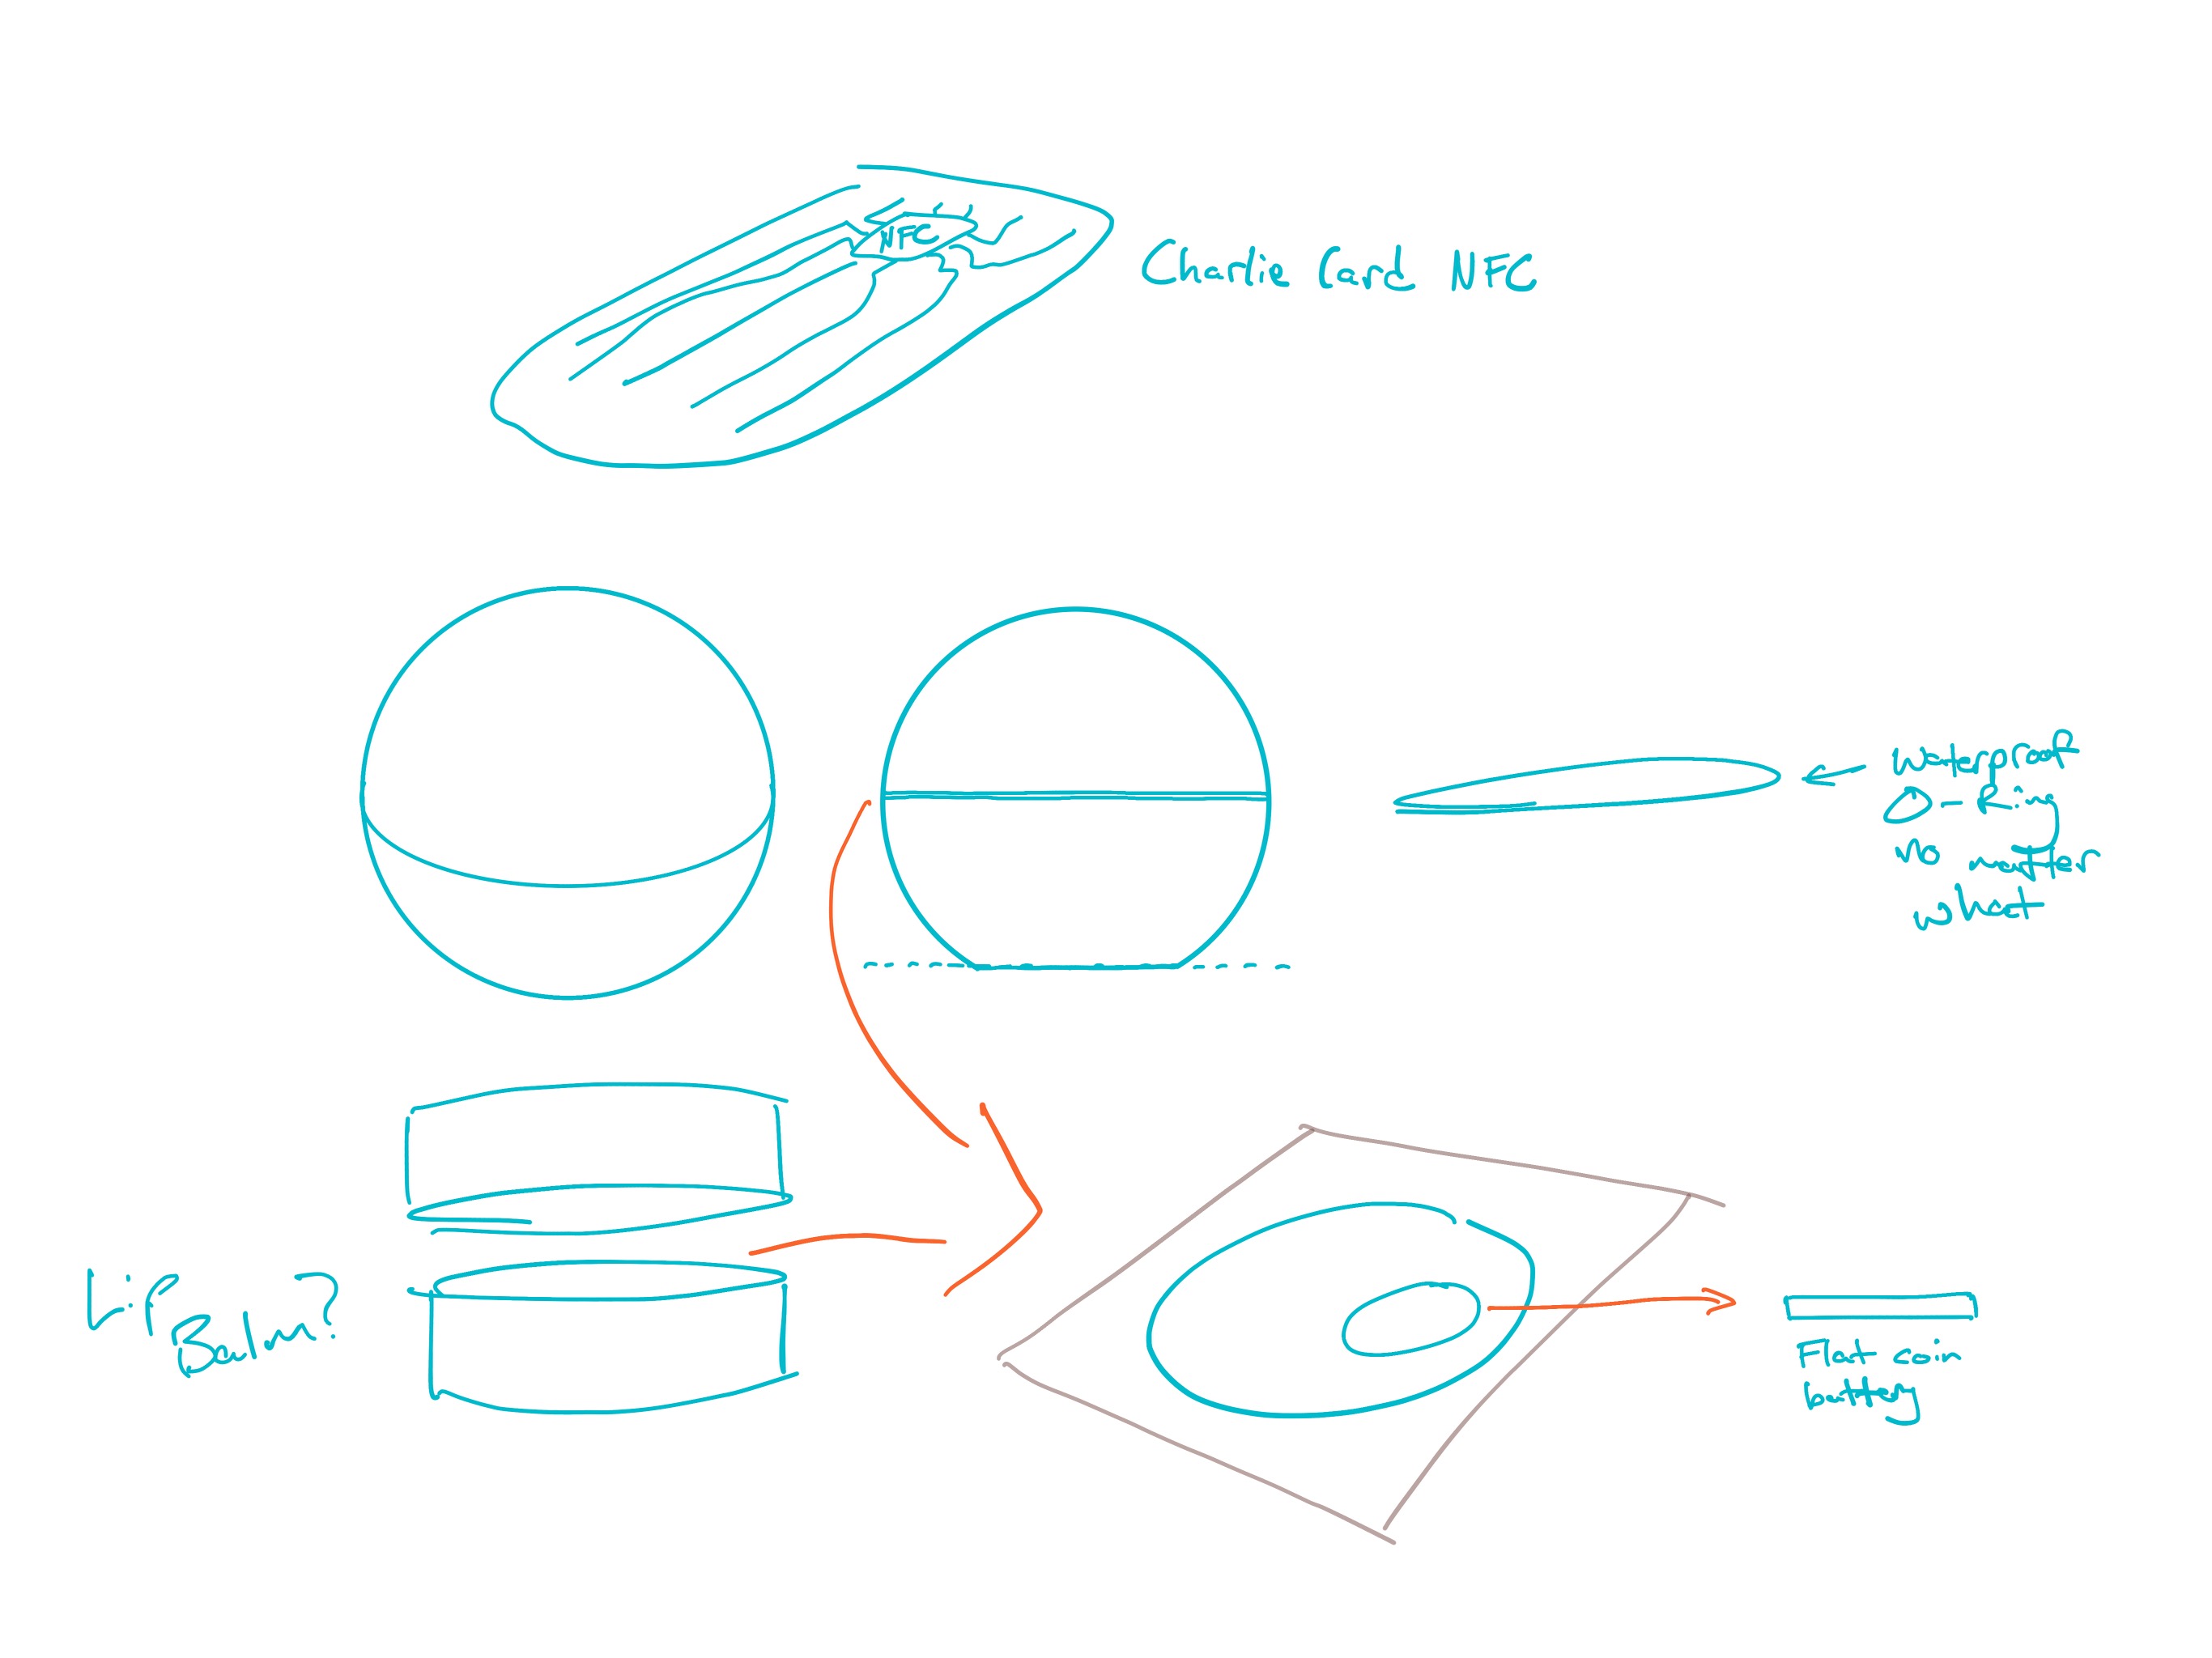 NFC
Charlie Card NFC
waterproof
O-Ring
no matter
what
Lip
Balm?
Flat coin
battery